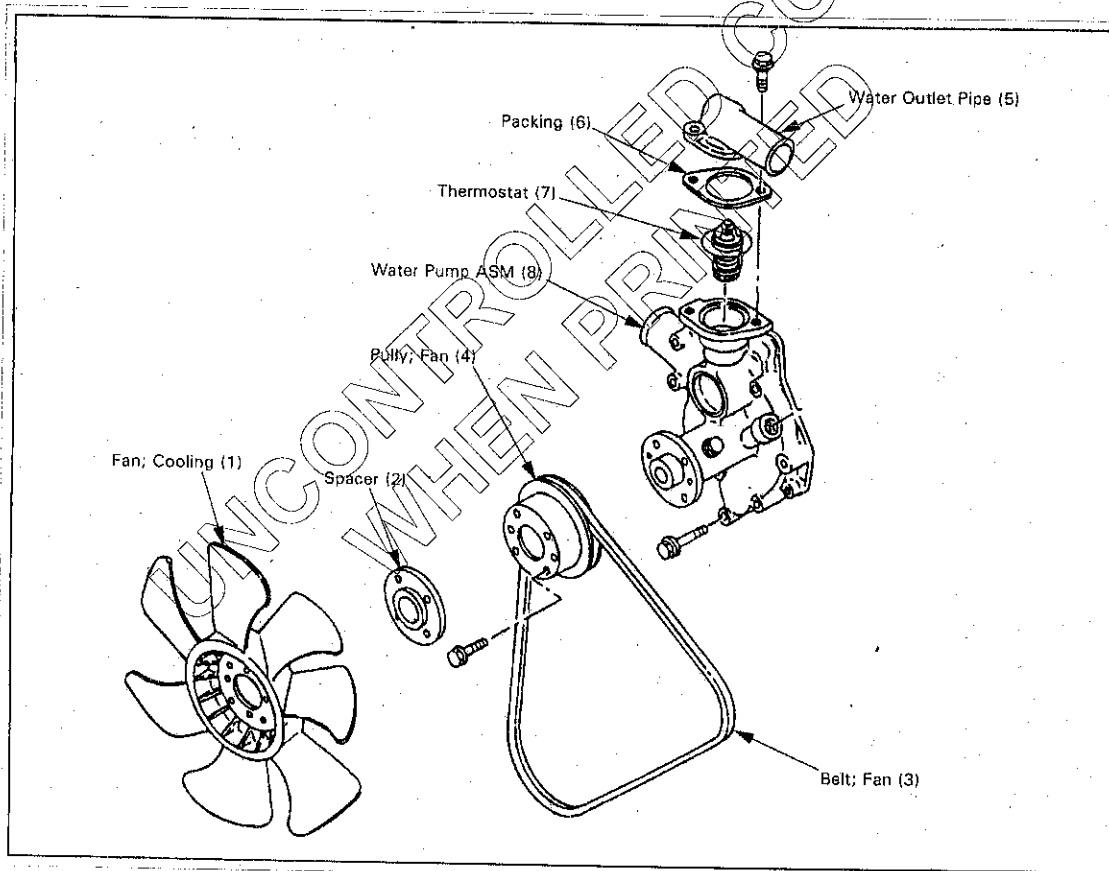 Water Outlet Pipe (5)
Packing (6)
Thermostat (7)
Water Pump ASM (8)
Pully; Fan (4)
Fan; Cooling (1)
Spacer (2)
Belt; Fan (3)
UNCONTROLLED CO
WHEN PRINTED